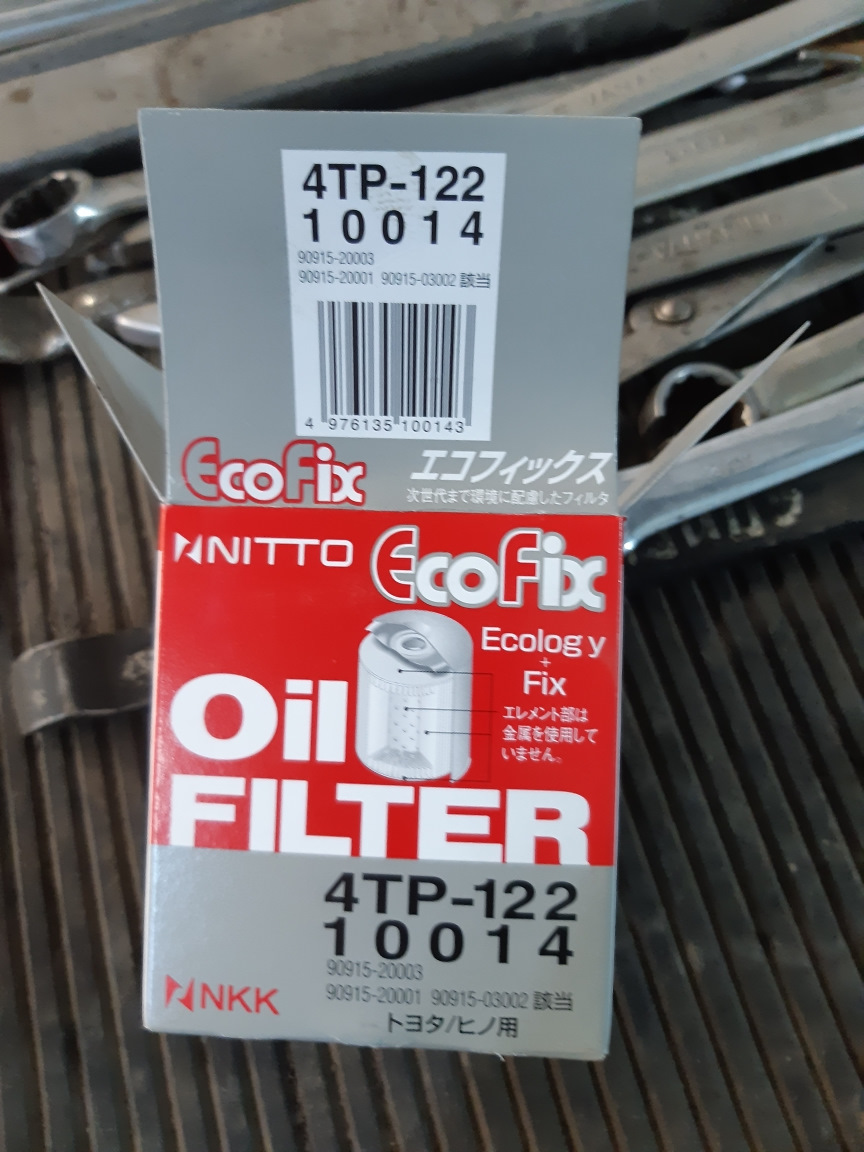 4TP-122
10014
90915-20003
90915-20001 90915-03002 該当
4 976135 100143
EcoFix エコフィックス
次世代まで環境に配慮したフィルタ
NITTO EcoFix
Ecology
+
Fix
エレメント部は
金属を使用して
いません。
Oil
FILTER
4TP-122
10014
90915-20003
90915-20001 90915-03002 該当
NKK
トヨタ/ヒノ用